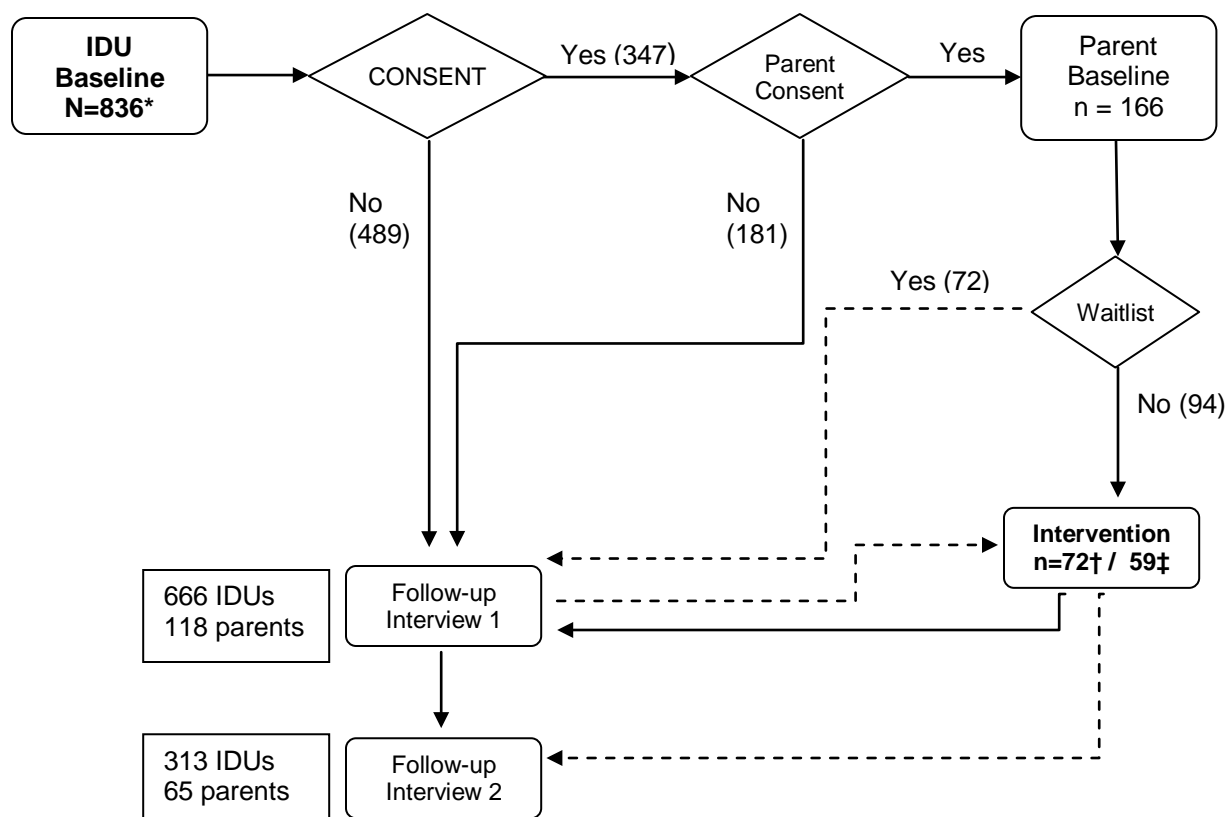 IDU
Baseline
N=836*
CONSENT
Yes (347)
Parent
Consent
Yes
Parent
Baseline
n = 166
No
(489)
No
(181)
Yes (72)
Waitlist
No (94)
Intervention
n=72† / 59‡
666 IDUs
118 parents
Follow-up
Interview 1
313 IDUs
65 parents
Follow-up
Interview 2